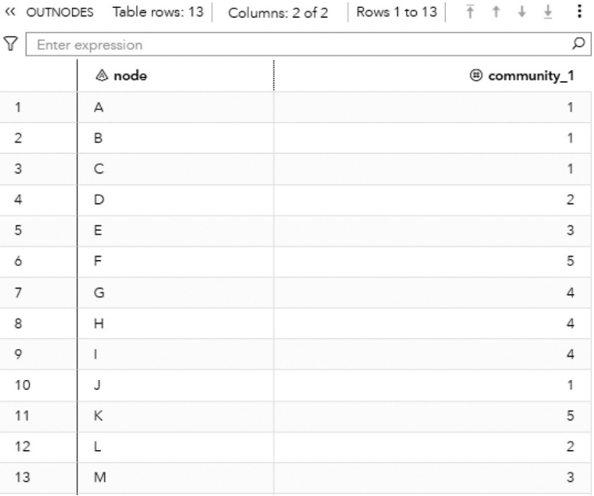 OUTNODES Table rows: 13 Columns: 2 of 2 Rows 1 to 13
Enter expression
node community_1
1 A 1
2 B 1
3 C 1
4 D 2
5 E 3
6 F 5
7 G 4
8 H 4
9 I 4
10 J 1
11 K 5
12 L 2
13 M 3